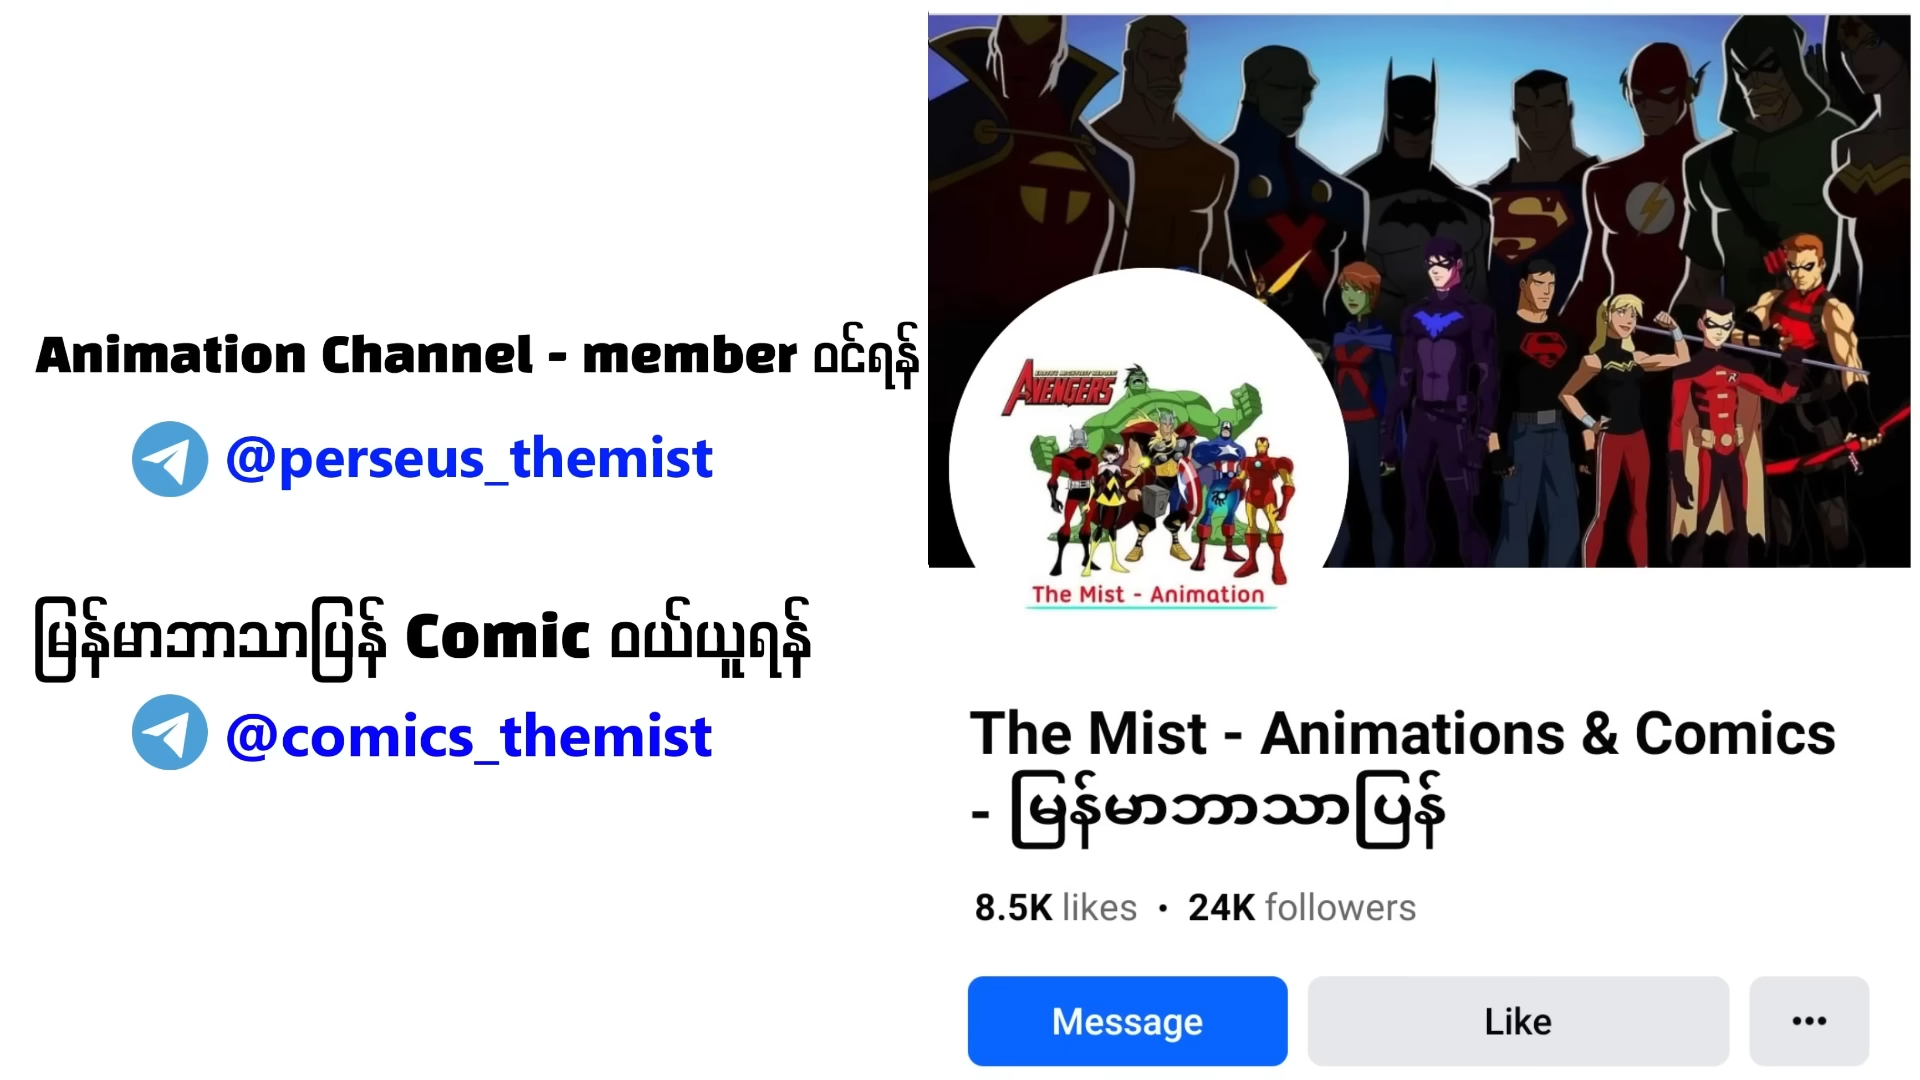 Animation Channel - member ဝင်ရန်
@perseus_themist
မြန်မာဘာသာပြန် Comic ဝယ်ယူရန်
@comics_themist
AVENGERS
The Mist - Animation
The Mist - Animations & Comics
- မြန်မာဘာသာပြန်
8.5K likes • 24K followers
Message
Like